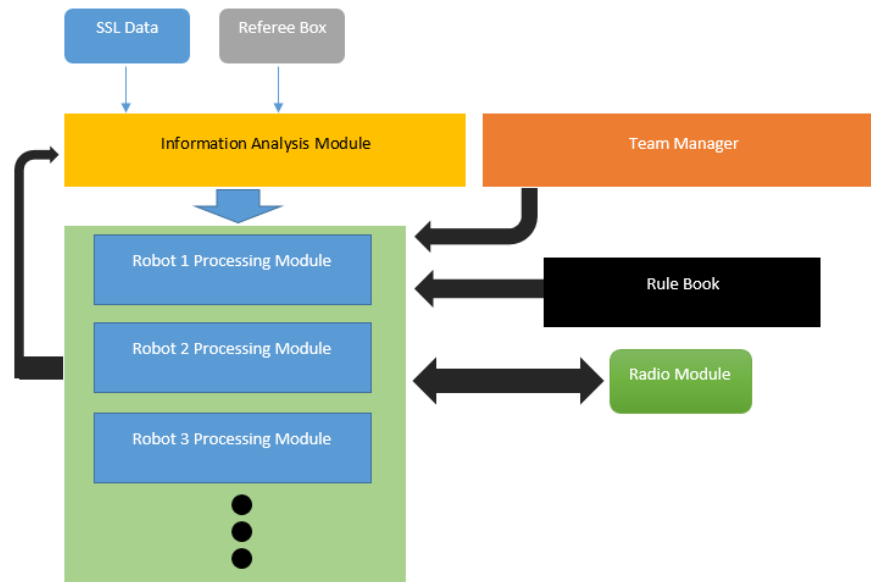 SSL Data
Referee Box
Information Analysis Module
Team Manager
Robot 1 Processing Module
Rule Book
Robot 2 Processing Module
Radio Module
Robot 3 Processing Module